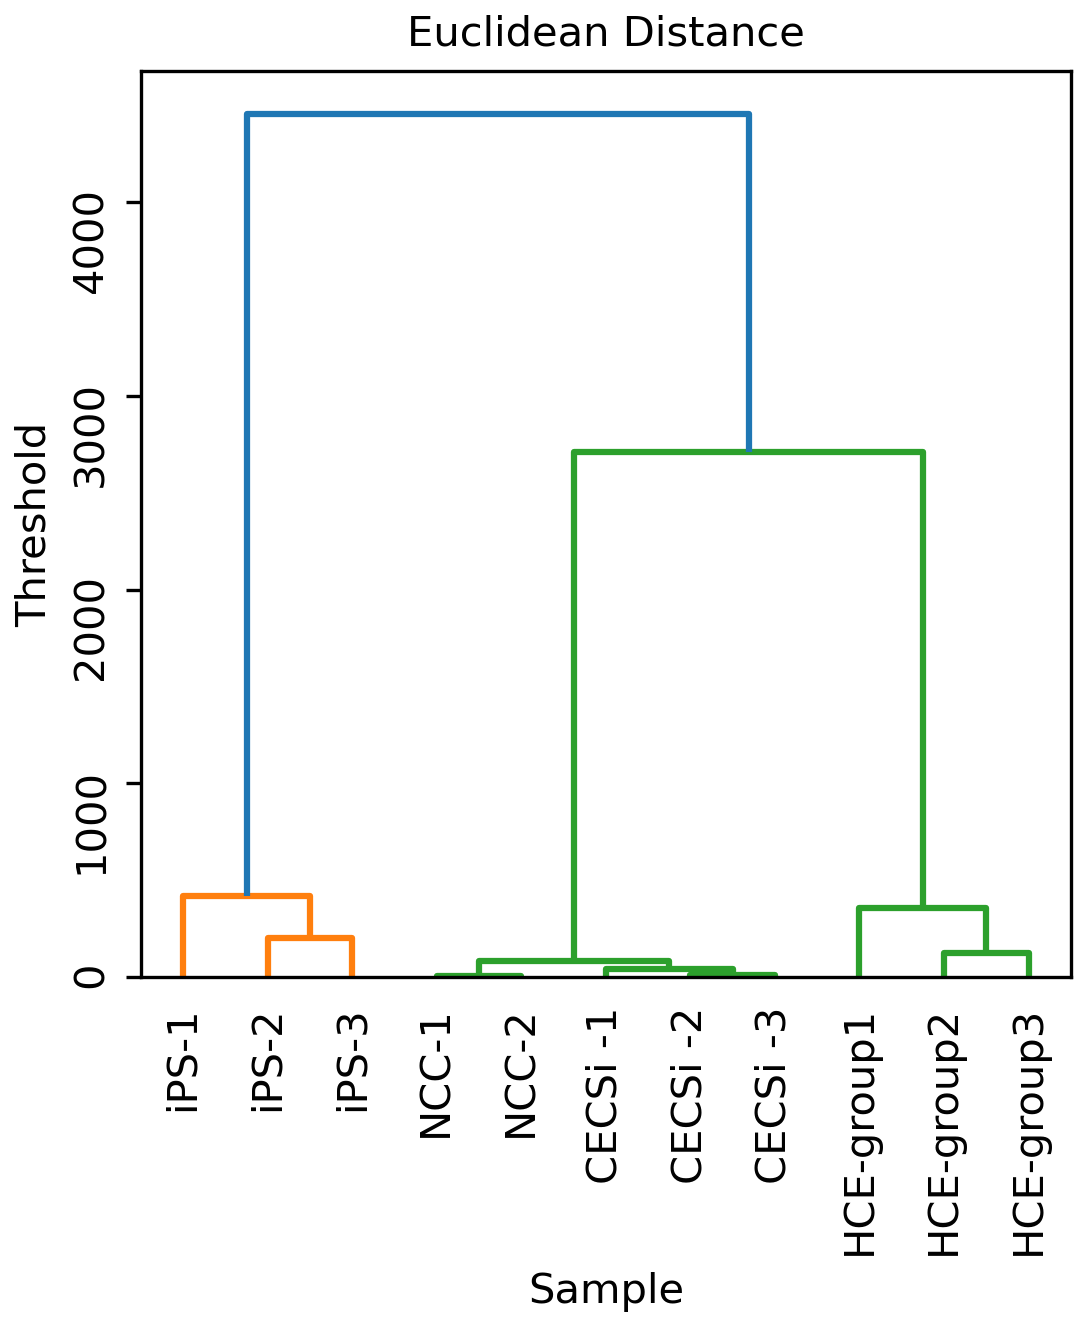 Euclidean Distance
Threshold
4000
3000
2000
1000
0
iPS-1
iPS-2
iPS-3
NCC-1
NCC-2
CECSi -1
CECSi -2
CECSi -3
HCE-group1
HCE-group2
HCE-group3
Sample